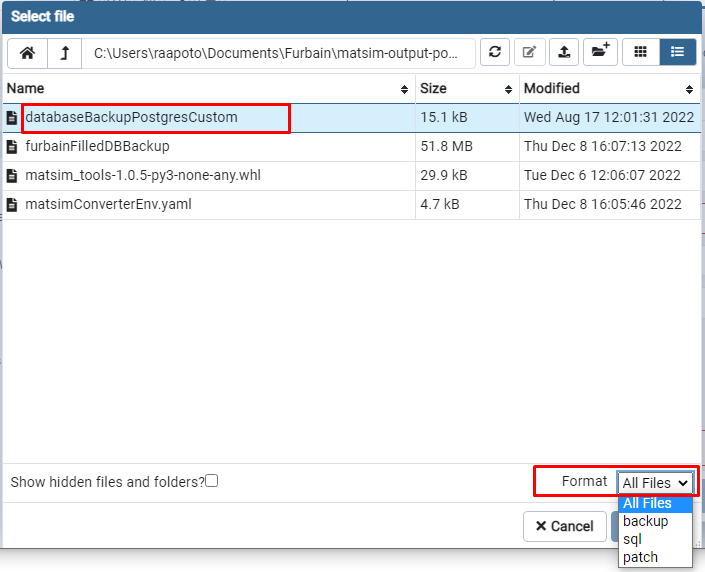 Select file
C:\Users\raapoto\Documents\Furbain\matsim-output-po...
Name Size Modified
databaseBackupPostgresCustom 15.1 kB Wed Aug 17 12:01:31 2022
furbainFilledDBBackup 51.8 MB Thu Dec 8 16:07:13 2022
matsim_tools-1.0.5-py3-none-any.whl 29.9 kB Tue Dec 6 12:06:07 2022
matsimConverterEnv.yaml 4.7 kB Thu Dec 8 16:05:46 2022
Show hidden files and folders? Format All Files
All Files
Cancel backup
sql
patch